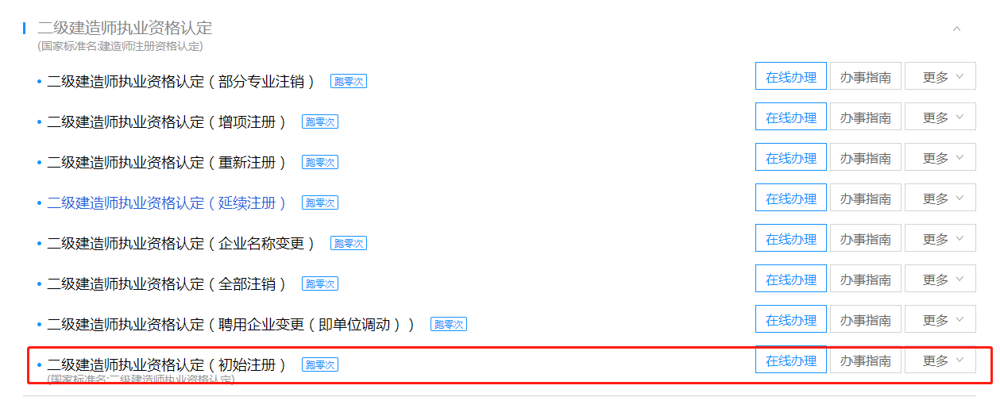 二级建造师执业资格认定
(国家标准名:建造师注册资格认定)
二级建造师执业资格认定（部分专业注销） 跑零次 在线办理 办事指南 更多
二级建造师执业资格认定（增项注册） 跑零次 在线办理 办事指南 更多
二级建造师执业资格认定（重新注册） 跑零次 在线办理 办事指南 更多
二级建造师执业资格认定（延续注册） 跑零次 在线办理 办事指南 更多
二级建造师执业资格认定（企业名称变更） 跑零次 在线办理 办事指南 更多
二级建造师执业资格认定（全部注销） 跑零次 在线办理 办事指南 更多
二级建造师执业资格认定（聘用企业变更（即单位调动）） 跑零次 在线办理 办事指南 更多
二级建造师执业资格认定（初始注册） 跑零次 在线办理 办事指南 更多
(国家标准名:二级建造师执业资格认定)